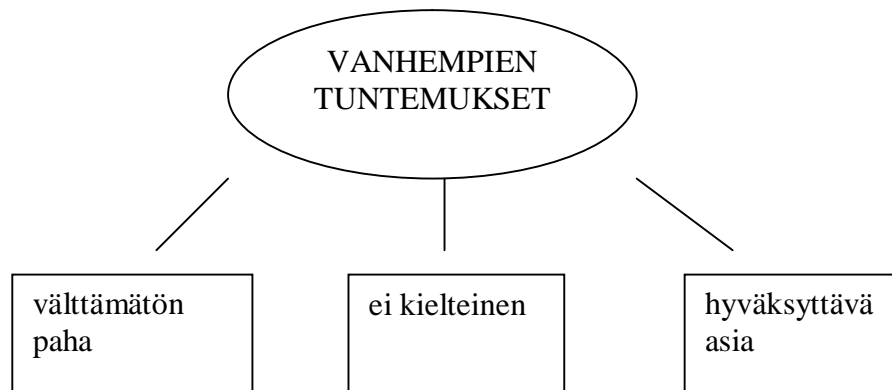 VANHEMPIEN
TUNTEMUKSET
välttämätön
paha
ei kielteinen
hyväksyttävä
asia